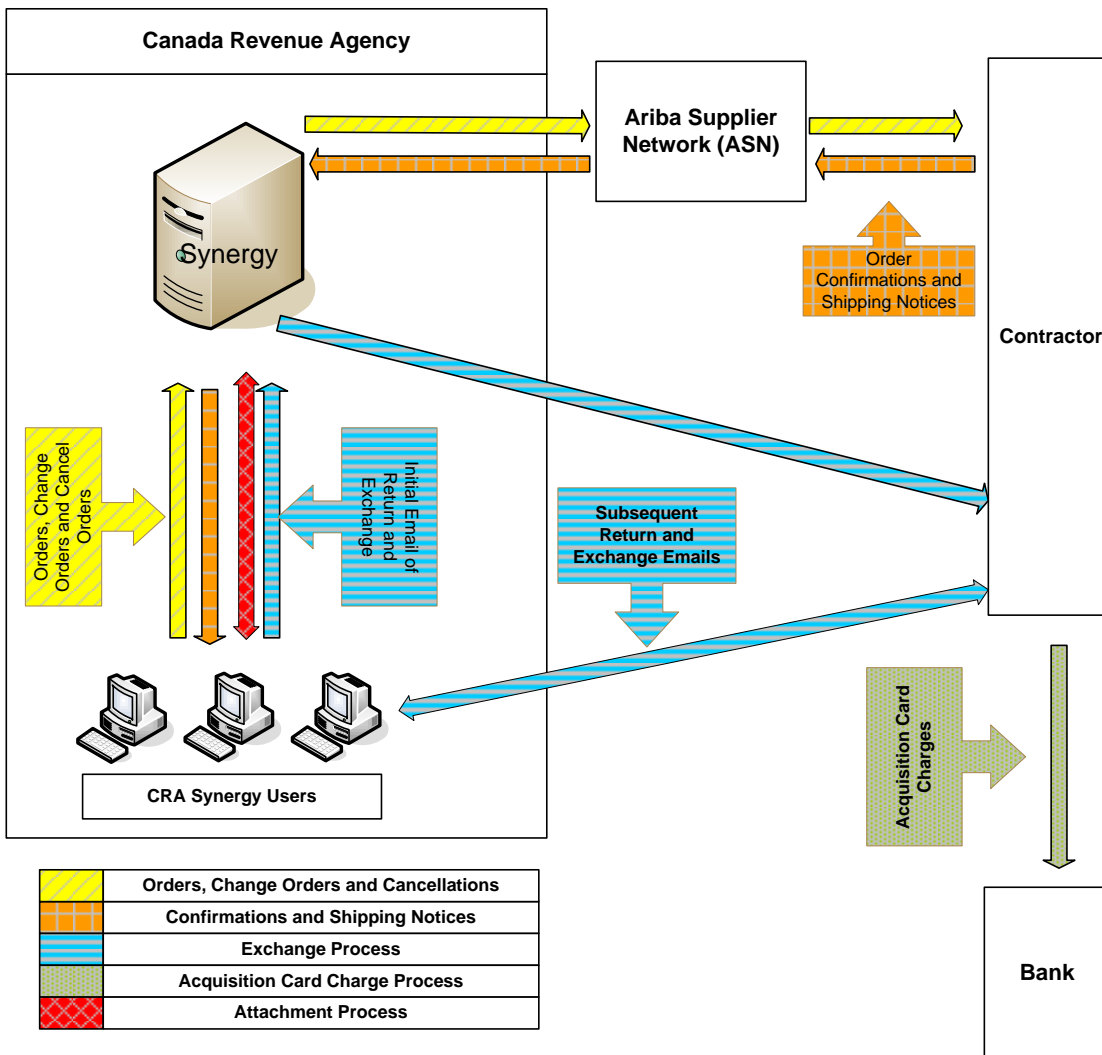 Canada Revenue Agency
Ariba Supplier
Network (ASN)
Synergy
Order
Confirmations and
Shipping Notices
Contractor
Orders, Change
Orders and Cancel
Orders
Initial Email of
Return and
Exchange
Subsequent
Return and
Exchange Emails
Acquisition Card
Charges
CRA Synergy Users
Orders, Change Orders and Cancellations
Confirmations and Shipping Notices
Exchange Process
Acquisition Card Charge Process
Attachment Process
Bank